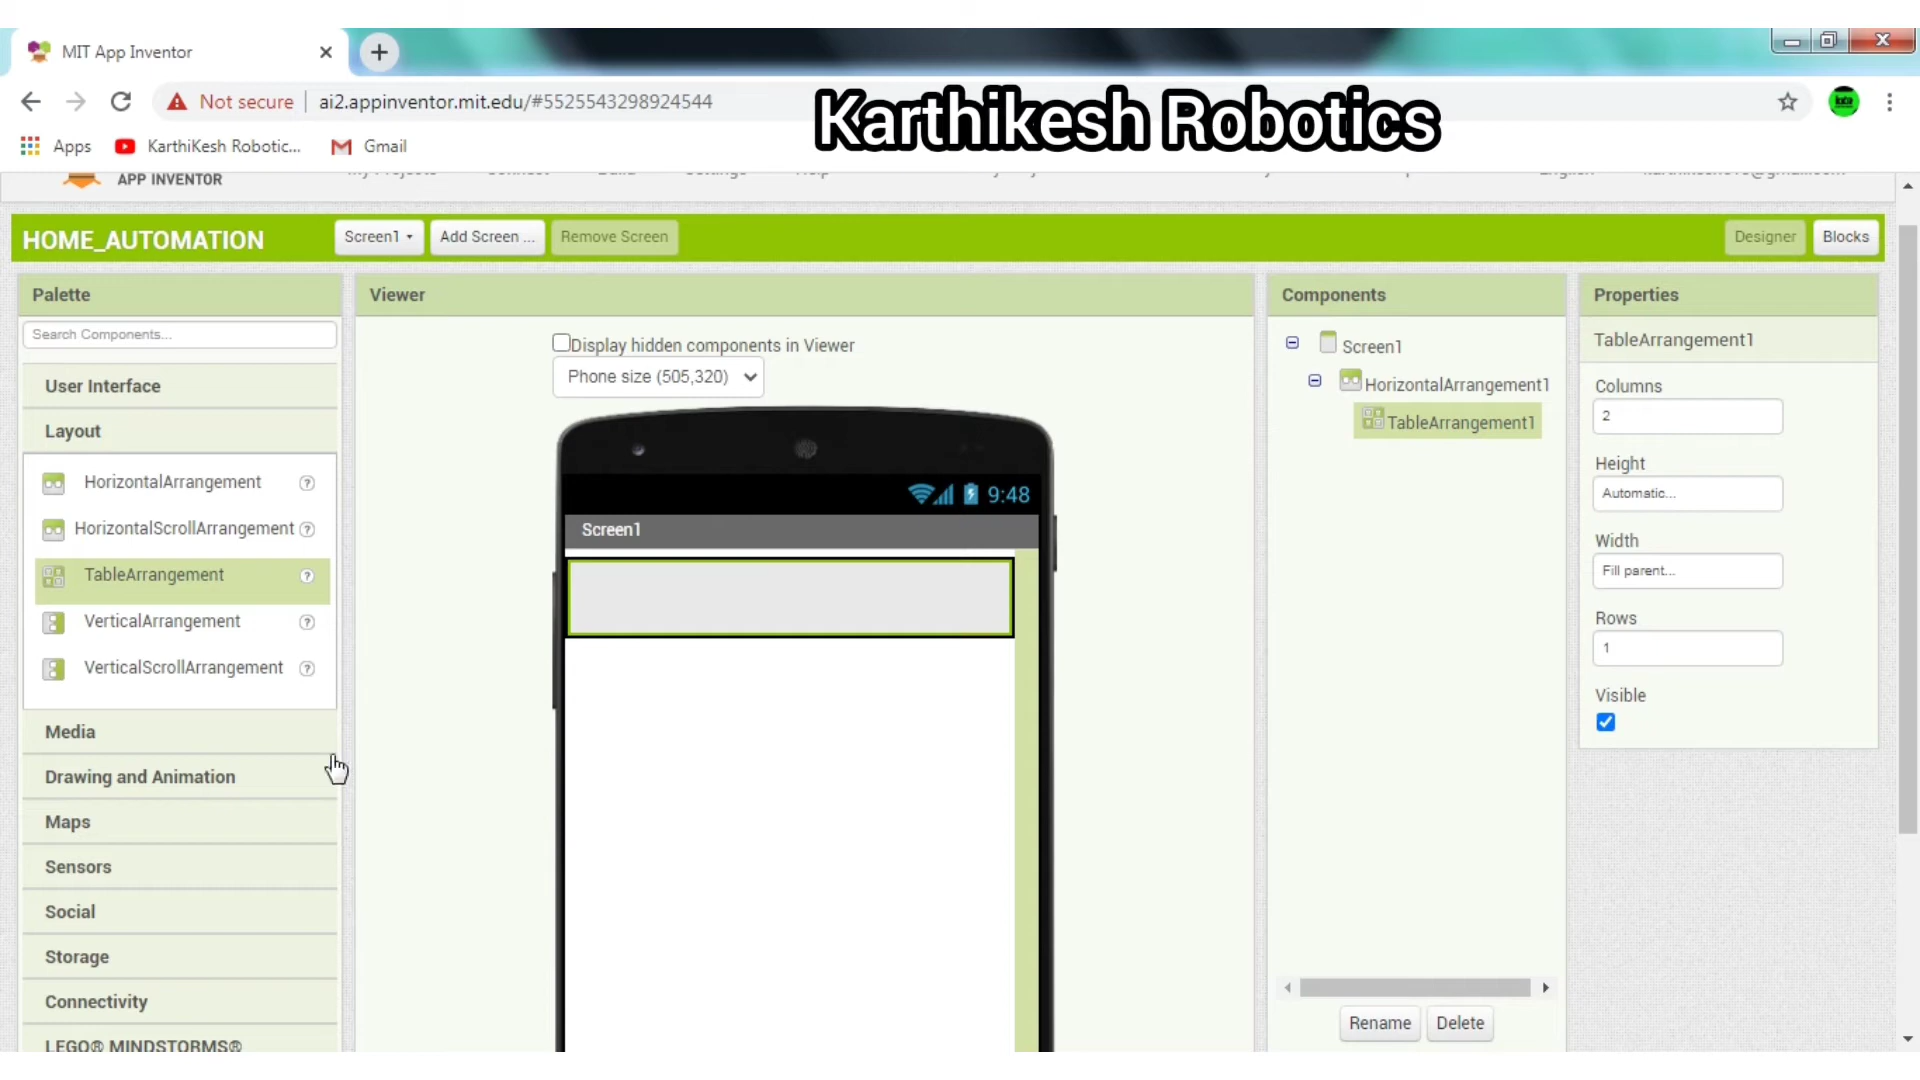 MIT App Inventor
Not secure
ai2.appinventor.mit.edu/#5525543298924544
Karthikesh Robotics
Apps
KarthiKesh Robotic...
Gmail
APP INVENTOR
HOME_AUTOMATION
Screen1
Add Screen ...
Remove Screen
Designer
Blocks
Palette
Viewer
Components
Properties
Search Components...
User Interface
Layout
HorizontalArrangement
HorizontalScrollArrangement
TableArrangement
VerticalArrangement
VerticalScrollArrangement
Media
Drawing and Animation
Maps
Sensors
Social
Storage
Connectivity
LEGO® MINDSTORMS®
Display hidden components in Viewer
Phone size (505,320)
9:48
Screen1
Screen1
HorizontalArrangement1
TableArrangement1
Rename
Delete
TableArrangement1
Columns
2
Height
Automatic...
Width
Fill parent...
Rows
1
Visible